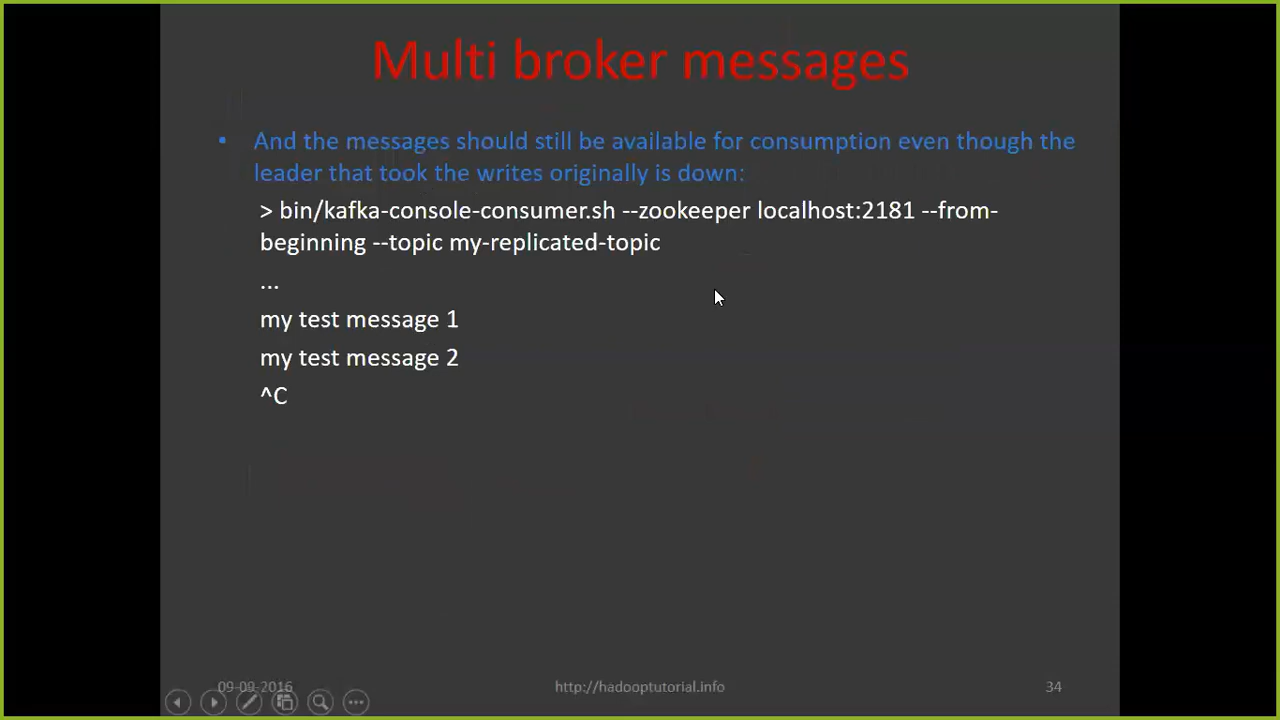 Multi broker messages
• And the messages should still be available for consumption even though the
leader that took the writes originally is down:
> bin/kafka-console-consumer.sh --zookeeper localhost:2181 --from-
beginning --topic my-replicated-topic
...
my test message 1
my test message 2
^C
09-09-2016 http://hadooptutorial.info 34